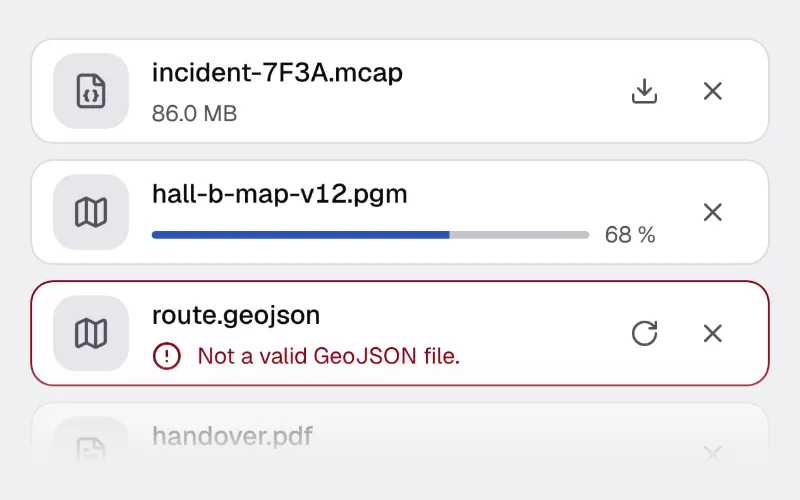 incident-7F3A.mcap
86.0 MB
hall-b-map-v12.pgm
68 %
route.geojson
Not a valid GeoJSON file.
handover.pdf